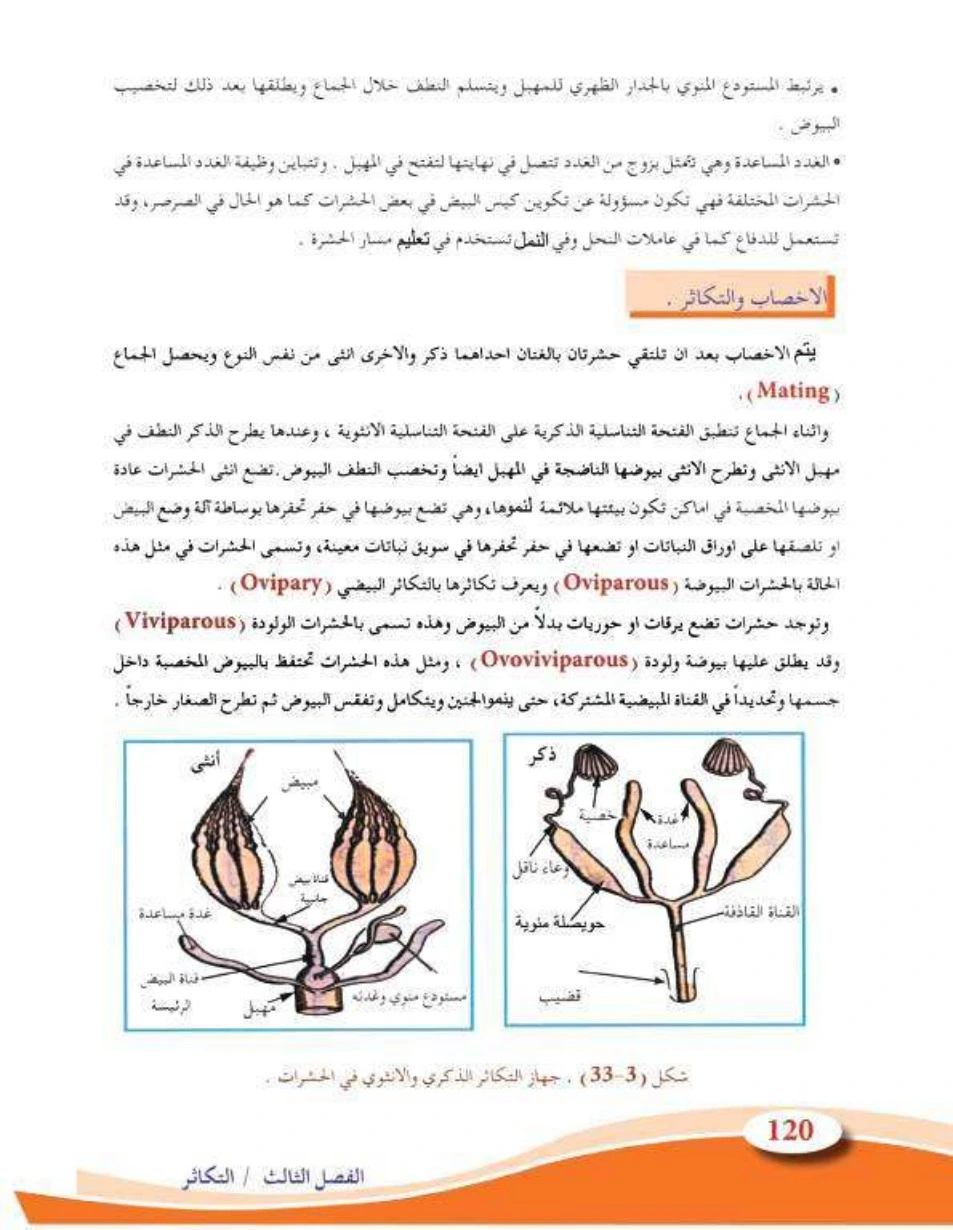 • يرتبط المستودع المنوي بالجدار الظهري للمهبل ويتسلم النطف خلال الجماع ويطلقها بعد ذلك لتخصيب
البيوض .
• الغدد المساعدة وهي تتمثل بزوج من الغدد تتصل في نهايتها لتفتح في المهبل . وتتباين وظيفة الغدد المساعدة في
الحشرات المختلفة فهي تكون مسؤولة عن تكوين كيس البيض في بعض الحشرات كما هو الحال في الصرصر، وقد
تستعمل للدفاع كما في عاملات النحل وفي النمل تستخدم في تعليم مسار الحشرة .
الاخصاب والتكاثر .
يتم الاخصاب بعد ان تلتقي حشرتان بالغتان احداهما ذكر والاخرى انثى من نفس النوع ويحصل الجماع
(Mating).
واثناء الجماع تنطبق الفتحة التناسلية الذكرية على الفتحة التناسلية الأنثوية ، وعندها يطرح الذكر النطف في
مهبل الأنثى وتطرح الانثى بيوضها الناضجة في المهبل ايضاً وتخصب النطف البيوض.تضع انثى الحشرات عادة
بيوضها المخصبة في اماكن تكون بيئتها ملائمة لنموها، وهي تضع بيوضها في حفر تحفرها بوساطة آلة وضع البيض
او تلصقها على اوراق النباتات او تضعها في حفر تحفرها في سويق نباتات معينة، وتسمى الحشرات في مثل هذه
الحالة بالحشرات البيوضة (Oviparous) ويعرف تكاثرها بالتكاثر البيضي (Ovipary) .
وتوجد حشرات تضع يرقات او حوريات بدلاً من البيوض وهذه تسمى بالحشرات الولودة (Viviparous)
وقد يطلق عليها بيوضة ولودة (Ovoviviparous) ، ومثل هذه الحشرات تحتفظ بالبيوض المخصبة داخل
جسمها وتحديداً في القناة المبيضية المشتركة، حتى ينموالجنين ويتكامل وتفقس البيوض ثم تطرح الصغار خارجاً .
ذكر
خصية
غدة
مساعدة
وعاء ناقل
القناة القاذفة
حويصلة منوية
قضيب
أنثى
مبيض
قناة بيض
جانبية
غدة مساعدة
قناة البيض
الرئيسة
مهبل
مستودع منوي وغدته
شكل (3-33) . جهاز التكاثر الذكري والانثوي في الحشرات .
120
الفصل الثالث / التكاثر